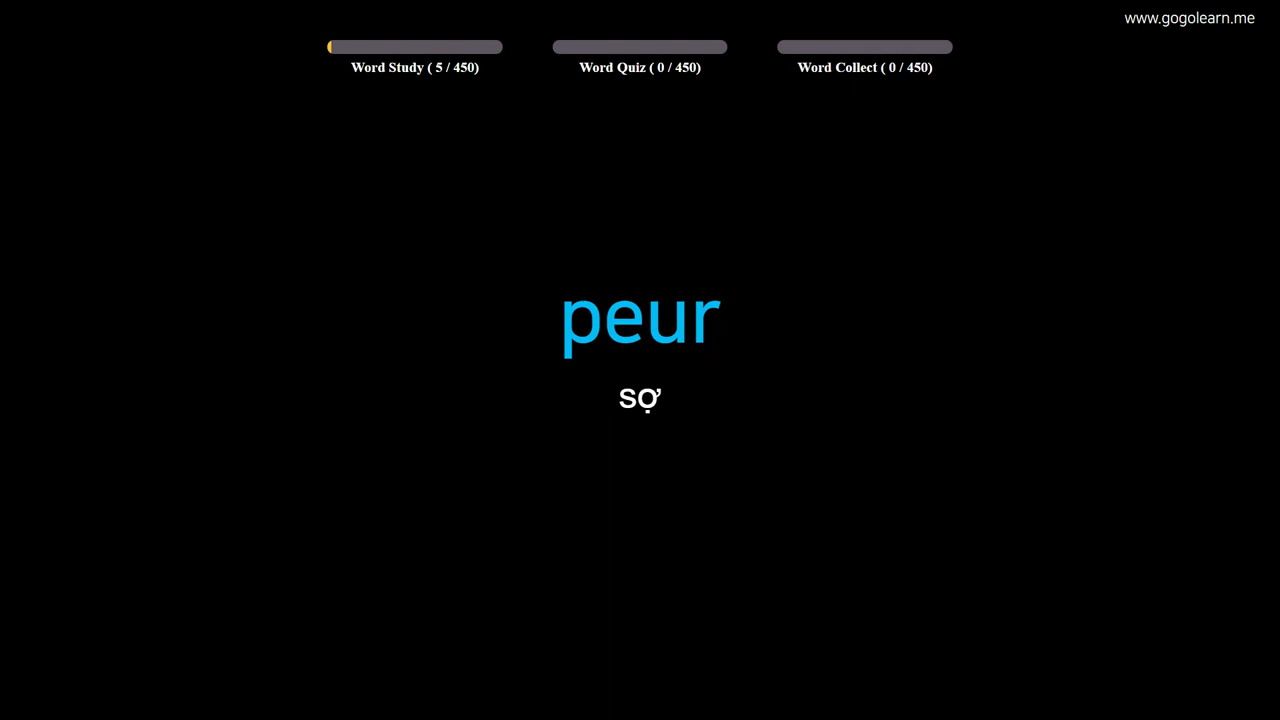 www.gogolearn.me
Word Study ( 5 / 450)
Word Quiz ( 0 / 450)
Word Collect ( 0 / 450)
peur
sợ